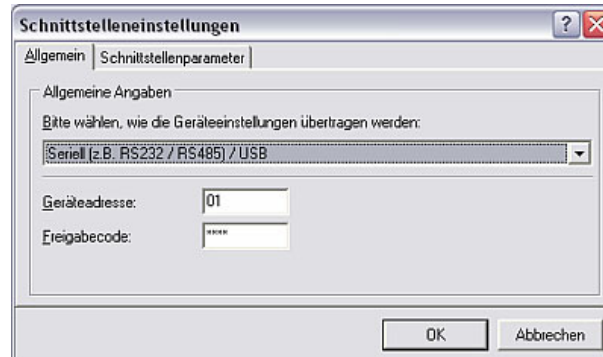 Schnittstelleneinstellungen
Allgemein Schnittstellenparameter
Allgemeine Angaben
Bitte wählen, wie die Geräteeinstellungen übertragen werden:
Seriell (z.B. RS232 / RS485) / USB
Geräteadresse: 01
Freigabecode: ****
OK Abbrechen